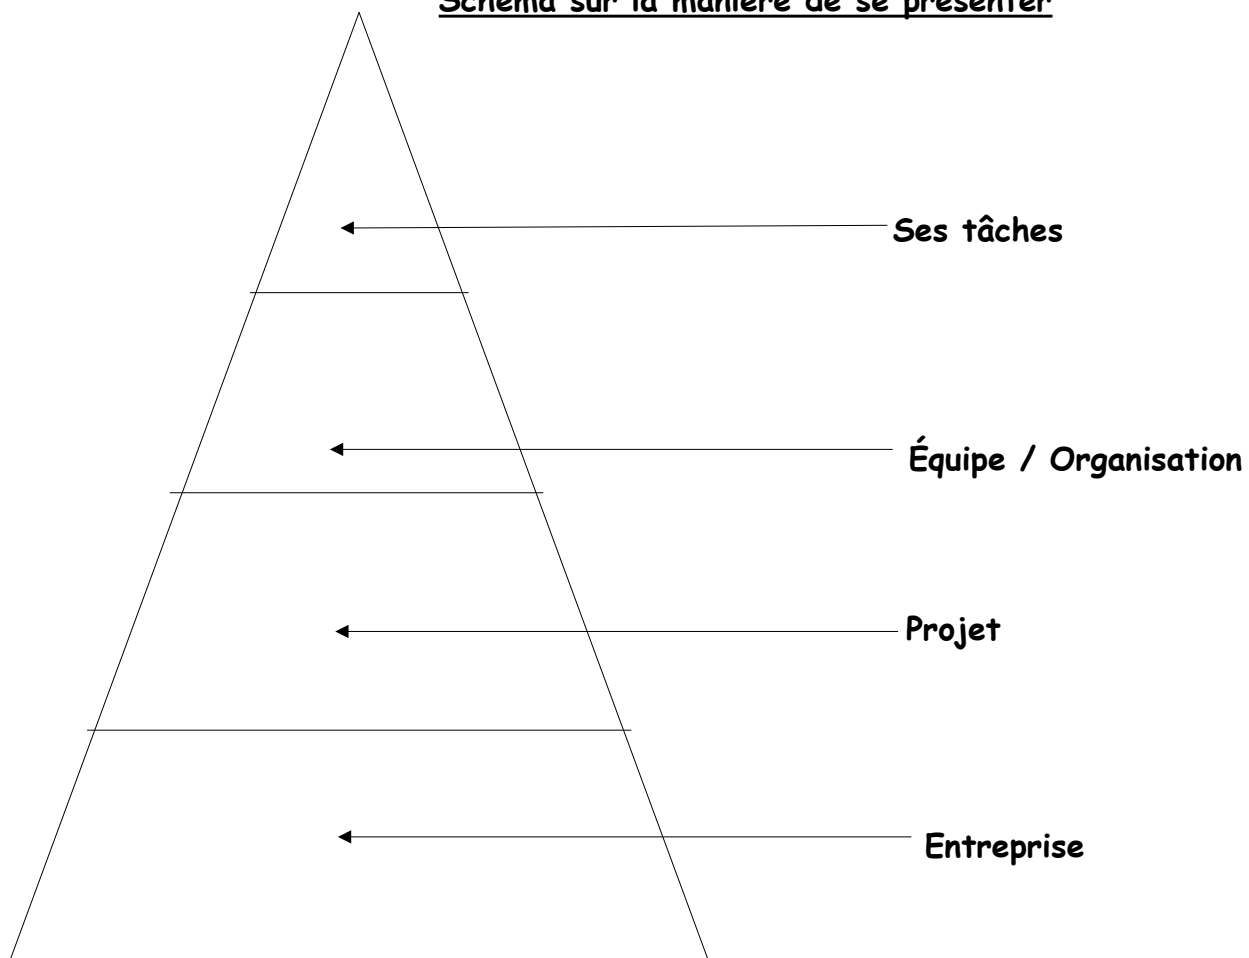 Schéma sur la manière de se présenter
Ses tâches
Équipe / Organisation
Projet
Entreprise